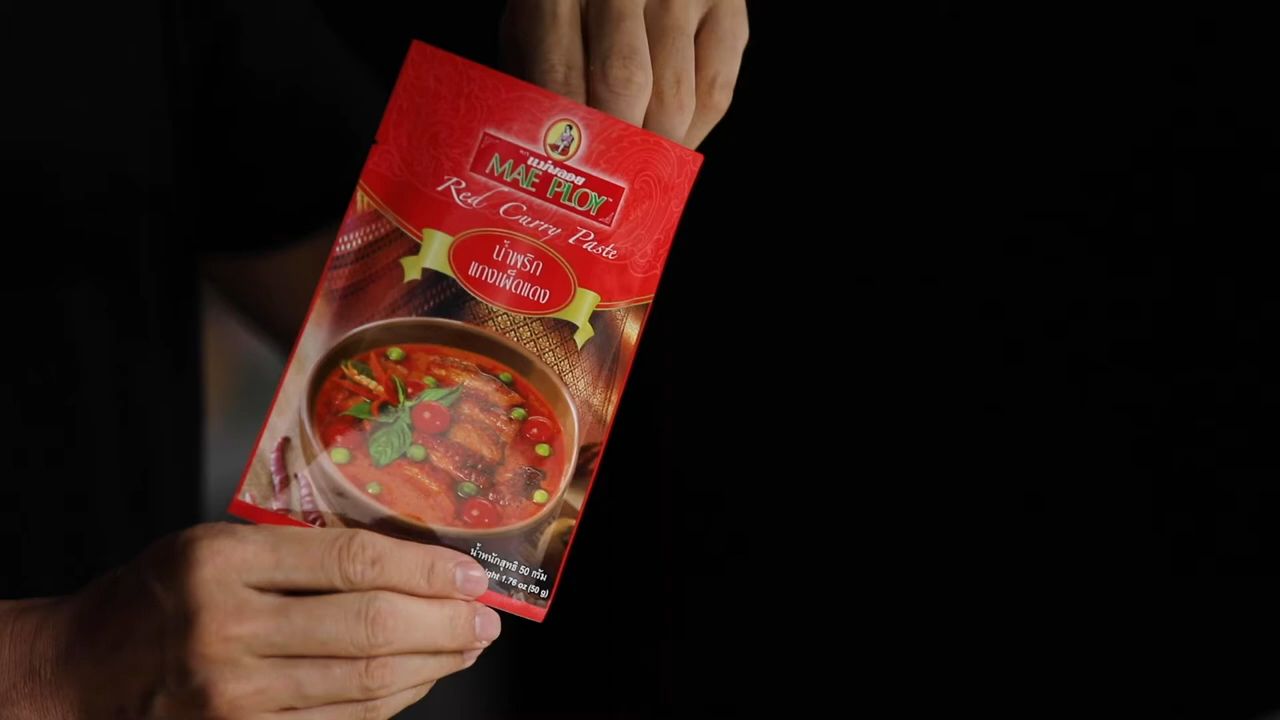 แม่พลอย
MAE PLOY™
Red Curry Paste
น้ำพริก
แกงเผ็ดแดง
น้ำหนักสุทธิ 50 กรัม
ght 1.76 oz (50 g)